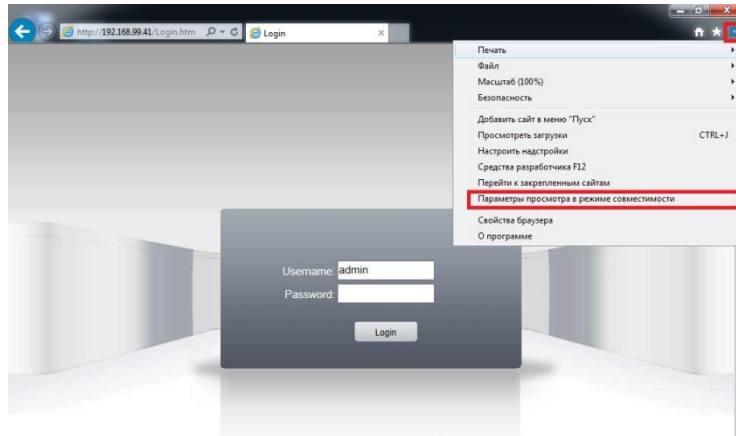 http://192.168.99.41/Login.htm
Login
Печать
Файл
Масштаб (100%)
Безопасность
Добавить сайт в меню "Пуск"
Просмотреть загрузки CTRL+J
Настроить надстройки
Средства разработчика F12
Перейти к закрепленным сайтам
Параметры просмотра в режиме совместимости
Свойства браузера
О программе
Username: admin
Password:
Login